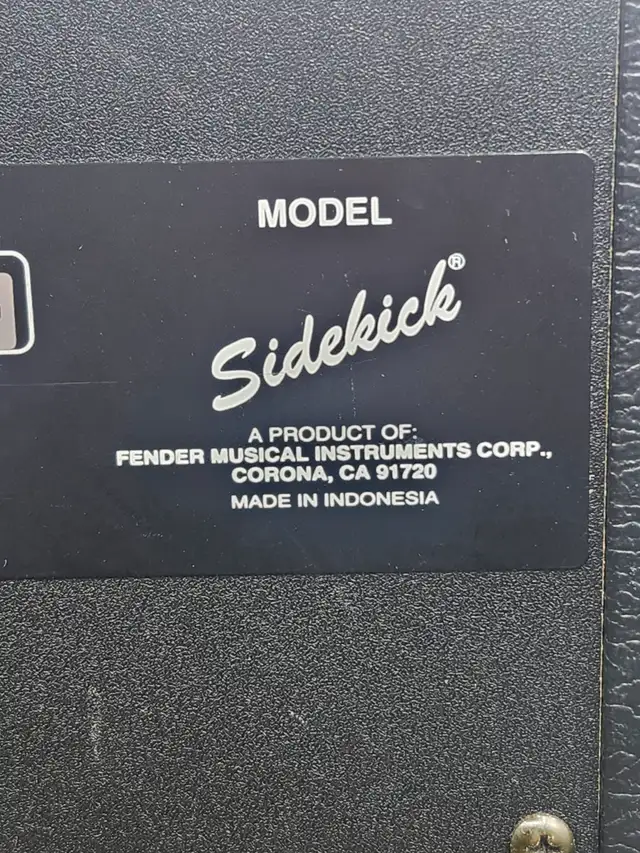 MODEL
Sidekick®
A PRODUCT OF:
FENDER MUSICAL INSTRUMENTS CORP.,
CORONA, CA 91720
MADE IN INDONESIA